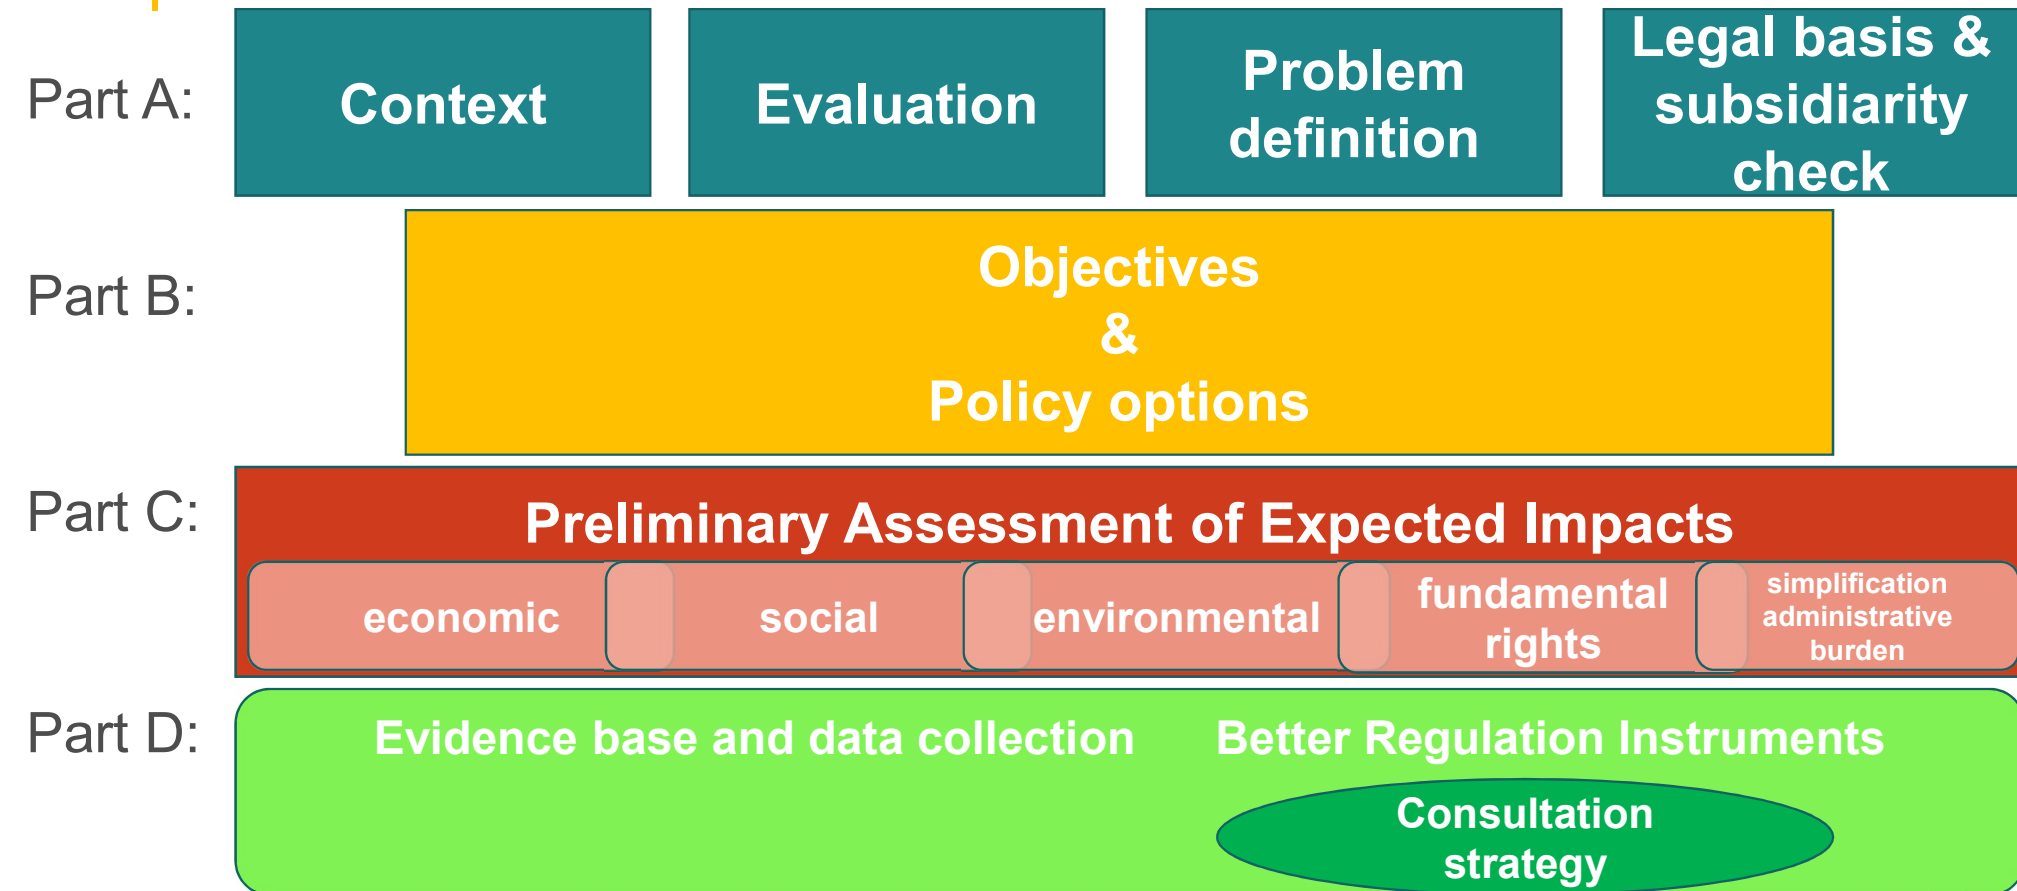 Part A:
Context
Evaluation
Problem
definition
Legal basis &
subsidiarity
check
Part B:
Objectives
&
Policy options
Part C:
Preliminary Assessment of Expected Impacts
economic
social
environmental
fundamental
rights
simplification
administrative
burden
Part D:
Evidence base and data collection
Better Regulation Instruments
Consultation
strategy